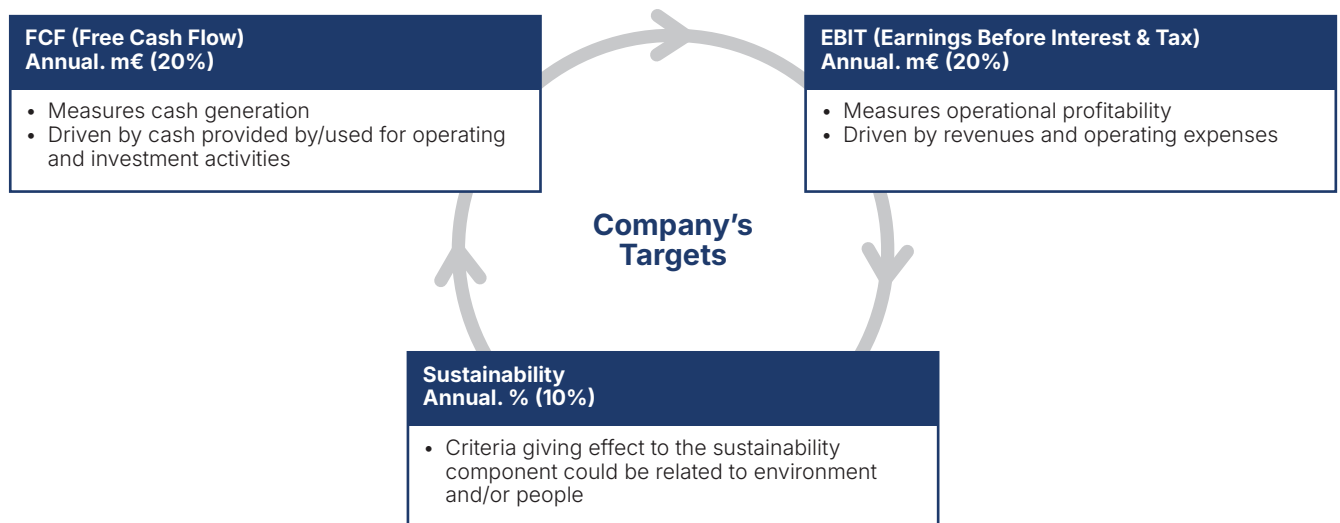 FCF (Free Cash Flow)
Annual. m€ (20%)
• Measures cash generation
• Driven by cash provided by/used for operating
and investment activities
EBIT (Earnings Before Interest & Tax)
Annual. m€ (20%)
• Measures operational profitability
• Driven by revenues and operating expenses
Company’s
Targets
Sustainability
Annual. % (10%)
• Criteria giving effect to the sustainability
component could be related to environment
and/or people